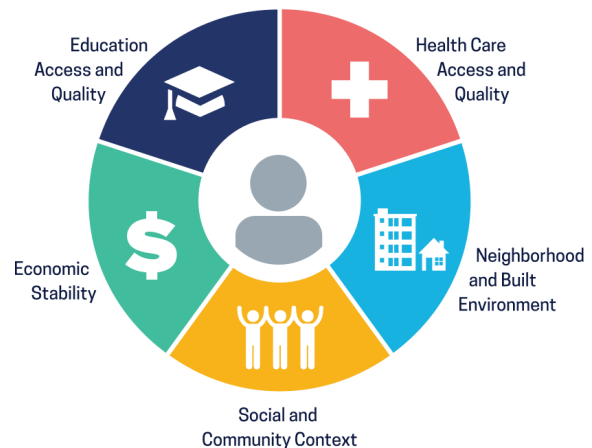 Education
Access and
Quality
Health Care
Access and
Quality
$
Economic
Stability
Neighborhood
and Built
Environment
Social and
Community Context